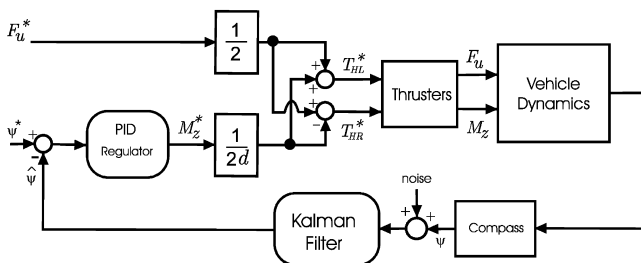 F_u^*
1
2
+
+
T_{HL}^*
F_u
Thrusters
Vehicle
Dynamics
M_z
ψ^*
+
−
PID
Regulator
M_z^*
1
2d
+
−
T_{HR}^*
ψ̂
Kalman
Filter
noise
+
+
ψ
Compass